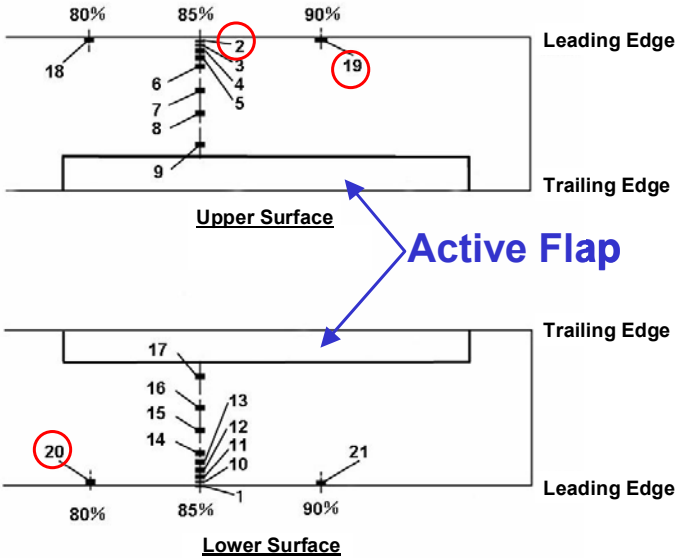 80% 85% 90%
Leading Edge
2
18 3 19
6 4
7 5
8
9
Trailing Edge
Upper Surface
Active Flap
Trailing Edge
17
16 13
15 12
14 11
20 10 21
1
Leading Edge
80% 85% 90%
Lower Surface